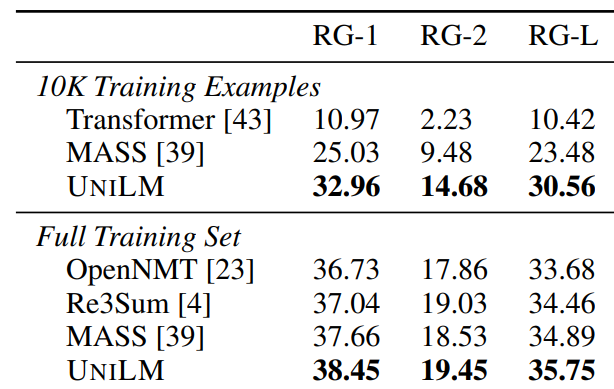 RG-1 RG-2 RG-L
10K Training Examples
Transformer [43] 10.97 2.23 10.42
MASS [39] 25.03 9.48 23.48
UNILM 32.96 14.68 30.56
Full Training Set
OpenNMT [23] 36.73 17.86 33.68
Re3Sum [4] 37.04 19.03 34.46
MASS [39] 37.66 18.53 34.89
UNILM 38.45 19.45 35.75